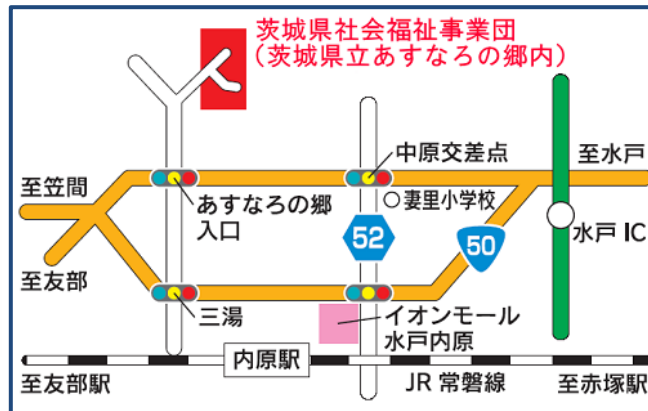 茨城県社会福祉事業団
（茨城県立あすなろの郷内）
中原交差点
至水戸
至笠間
あすなろの郷
入口
妻里小学校
52
50
水戸 IC
至友部
三湯
イオンモール
水戸内原
内原駅
至友部駅
JR 常磐線
至赤塚駅